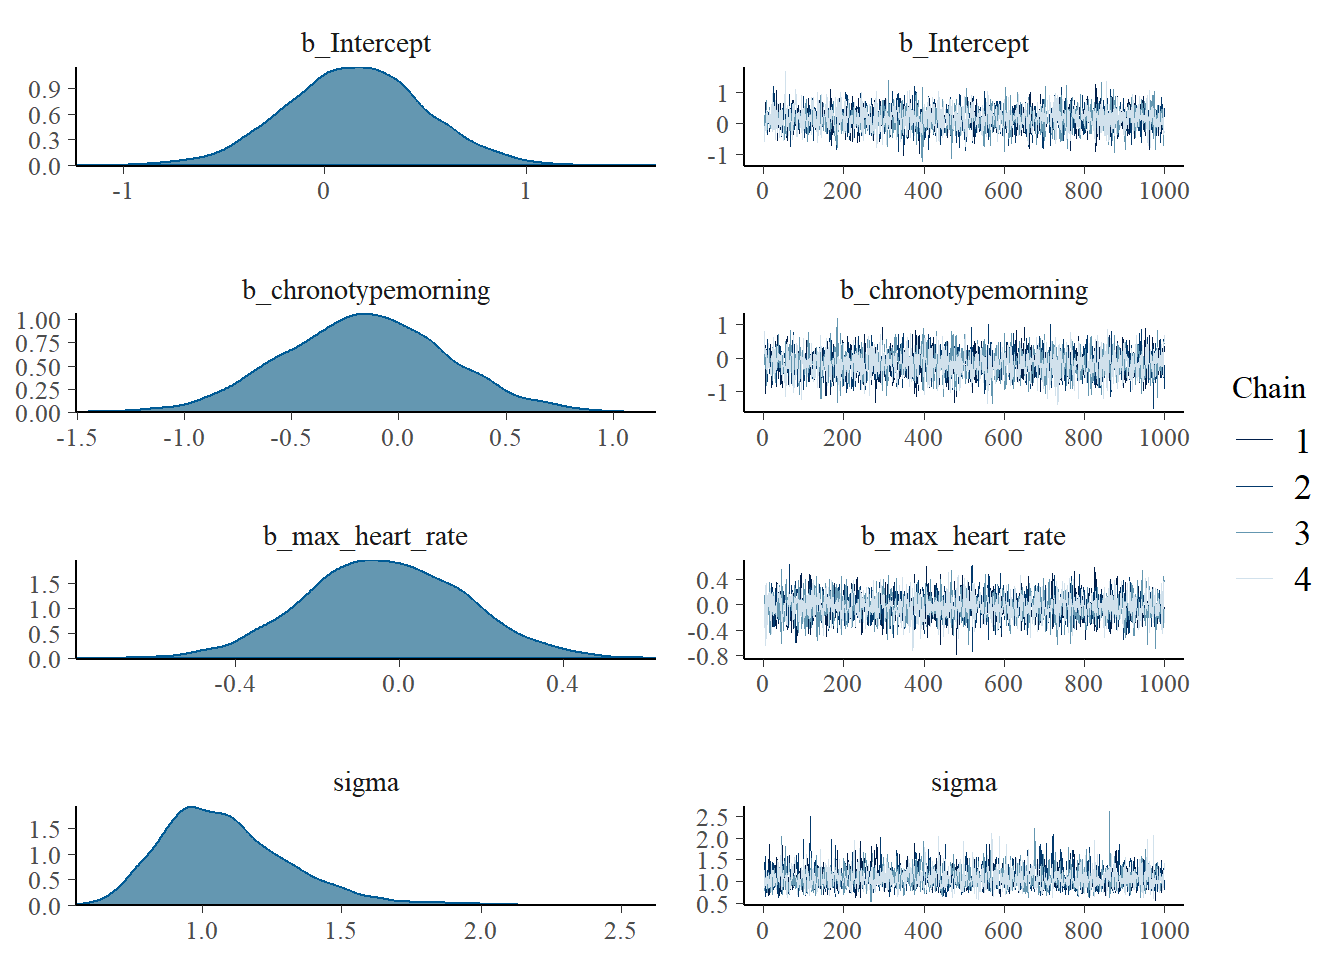 b_Intercept
0.9
0.6
0.3
0.0
-1 0 1
b_Intercept
1
0
-1
0 200 400 600 800 1000
b_chronotypemorning
1.00
0.75
0.50
0.25
0.00
-1.5 -1.0 -0.5 0.0 0.5 1.0
b_chronotypemorning
1
0
-1
0 200 400 600 800 1000
b_max_heart_rate
1.5
1.0
0.5
0.0
-0.4 0.0 0.4
b_max_heart_rate
0.4
0.0
-0.4
-0.8
0 200 400 600 800 1000
sigma
1.5
1.0
0.5
0.0
1.0 1.5 2.0 2.5
sigma
2.5
2.0
1.5
1.0
0.5
0 200 400 600 800 1000
Chain
1
2
3
4